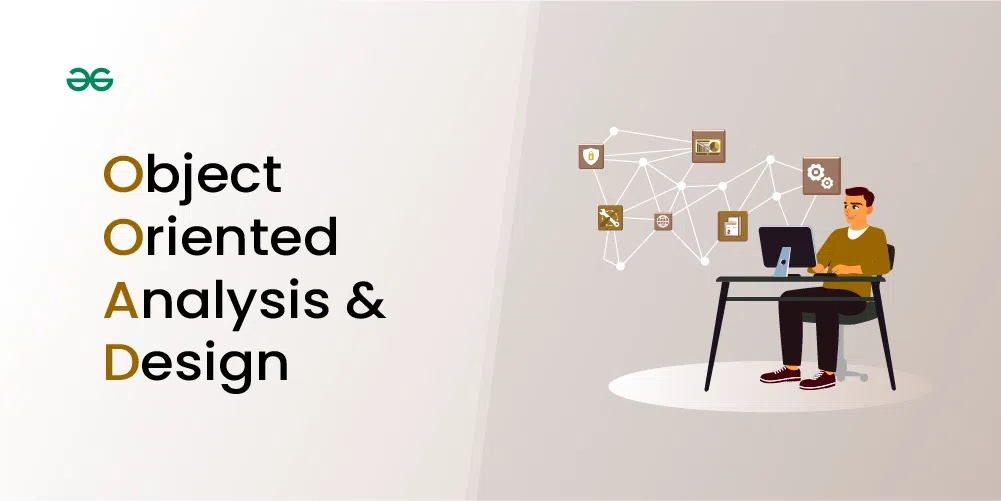 Object
Oriented
Analysis &
Design